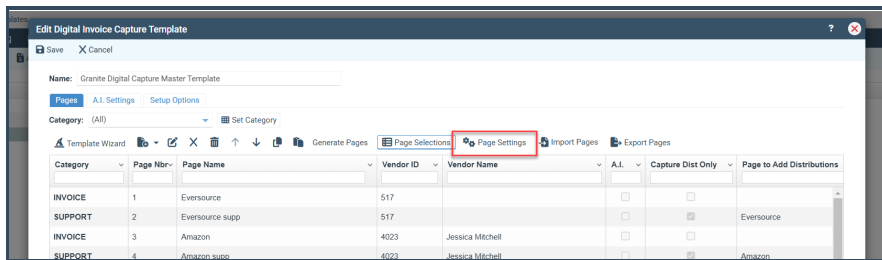 plates
Edit Digital Invoice Capture Template ?
Save X Cancel
Name: Granite Digital Capture Master Template
Pages A.I. Settings Setup Options
Category: (All) Set Category
Template Wizard Generate Pages Page Selections Page Settings Import Pages Export Pages
Category Page Nbr Page Name Vendor ID Vendor Name A.I. Capture Dist Only Page to Add Distributions
INVOICE 1 Eversource 517
SUPPORT 2 Eversource supp 517 Eversource
INVOICE 3 Amazon 4023 Jessica Mitchell
SUPPORT 4 Amazon supp 4023 Jessica Mitchell Amazon